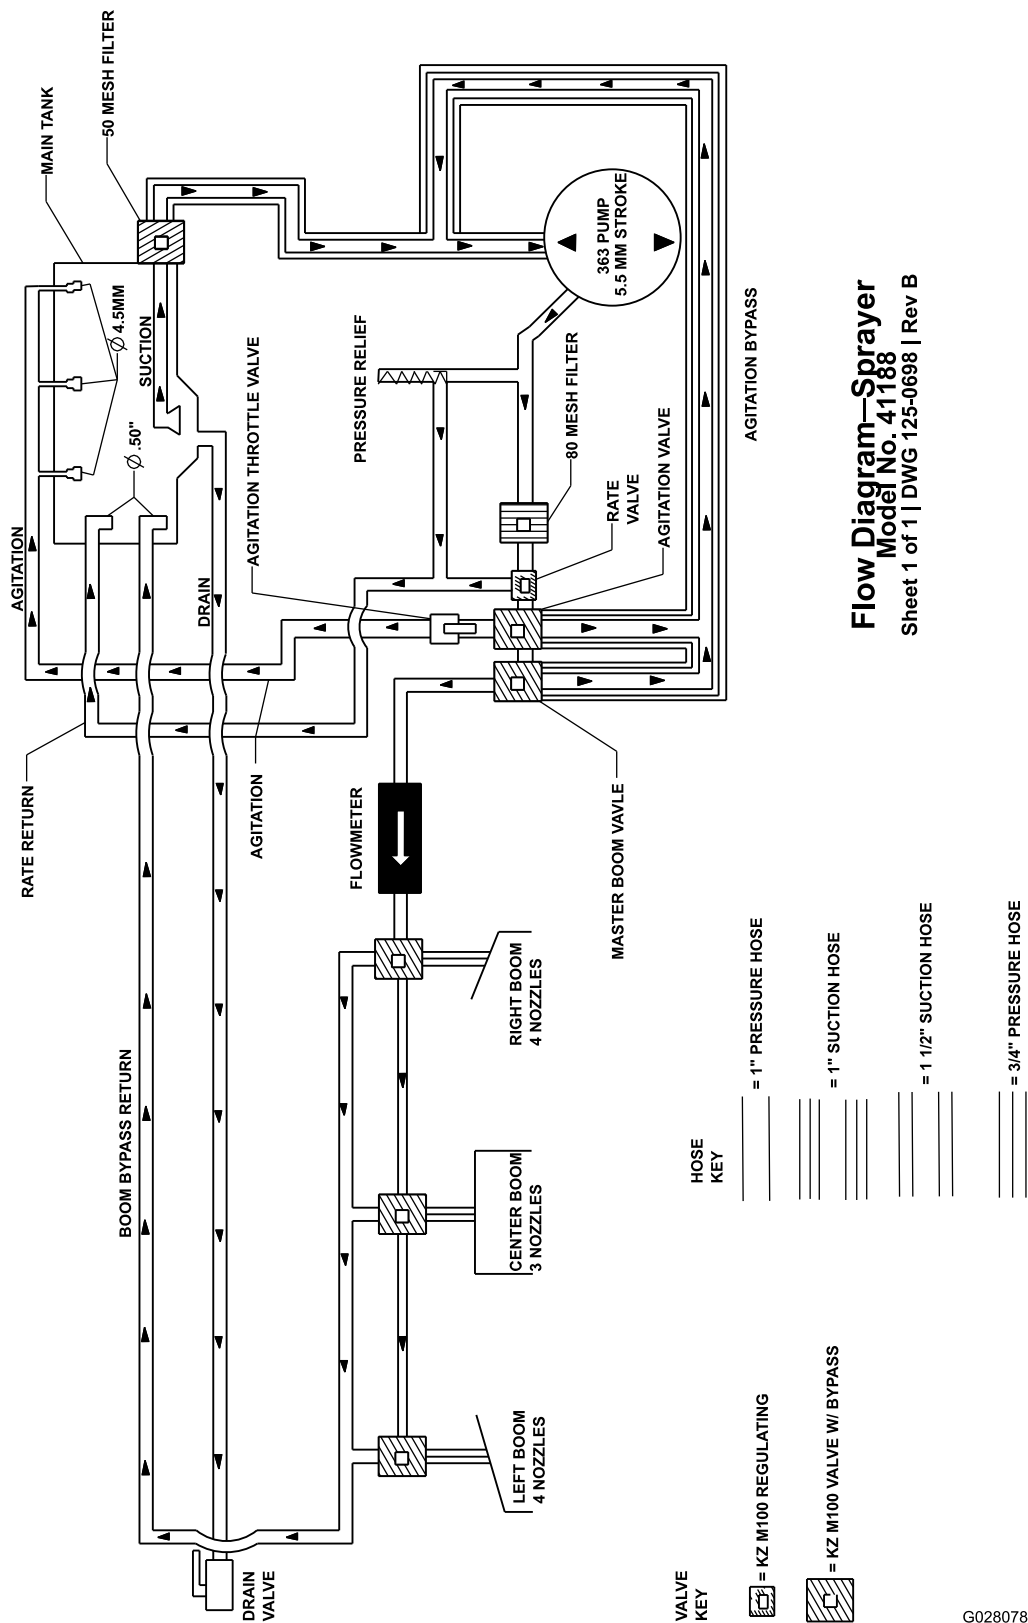 MAIN TANK
50 MESH FILTER
Ø 4.5MM
SUCTION
Ø .50"
AGITATION
DRAIN
AGITATION THROTTLE VALVE
PRESSURE RELIEF
363 PUMP
5.5 MM STROKE
80 MESH FILTER
RATE
VALVE
AGITATION VALVE
AGITATION BYPASS
RATE RETURN
AGITATION
FLOWMETER
MASTER BOOM VAVLE
BOOM BYPASS RETURN
RIGHT BOOM
4 NOZZLES
CENTER BOOM
3 NOZZLES
LEFT BOOM
4 NOZZLES
DRAIN
VALVE
VALVE
KEY
= KZ M100 REGULATING
= KZ M100 VALVE W/ BYPASS
HOSE
KEY
= 1" PRESSURE HOSE
= 1" SUCTION HOSE
= 1 1/2" SUCTION HOSE
= 3/4" PRESSURE HOSE
Flow Diagram—Sprayer
Model No. 41188
Sheet 1 of 1 | DWG 125-0698 | Rev B
G028078